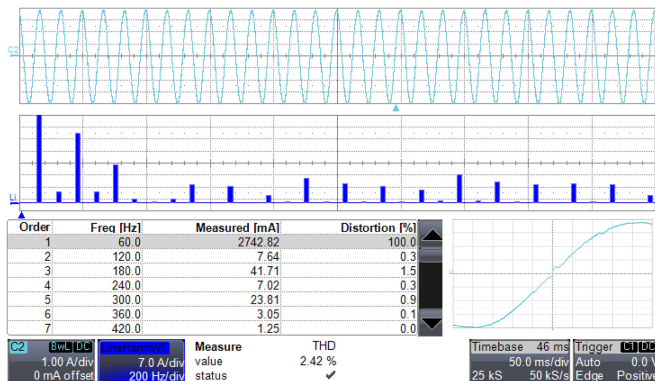 C2
Li
Order Freq [Hz] Measured [mA] Distortion [%]
1 60.0 2742.82 100.0
2 120.0 7.64 0.3
3 180.0 41.71 1.5
4 240.0 7.02 0.3
5 300.0 23.81 0.9
6 360.0 3.05 0.1
7 420.0 1.25 0.0
C2 BwL DC
1.00 A/div
0 mA offset
LineHarmWf
7.0 A/div
200 Hz/div
Measure THD
value 2.42 %
status ✓
Timebase 46 ms
50.0 ms/div
25 kS 50 kS/s
Trigger C1 DC
Auto 0.0 V
Edge Positive